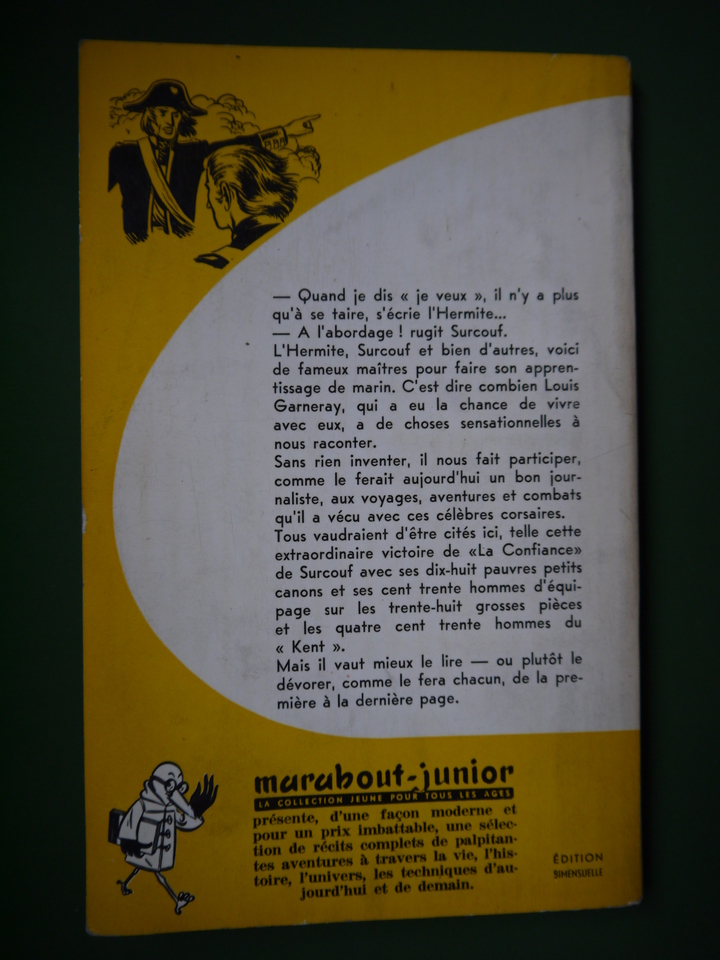 — Quand je dis « je veux », il n'y a plus
qu'à se taire, s'écrie l'Hermite...
— A l'abordage ! rugit Surcouf.
L'Hermite, Surcouf et bien d'autres, voici
de fameux maîtres pour faire son appren-
tissage de marin. C'est dire combien Louis
Garneray, qui a eu la chance de vivre
avec eux, a de choses sensationnelles à
nous raconter.
Sans rien inventer, il nous fait participer,
comme le ferait aujourd'hui un bon jour-
naliste, aux voyages, aventures et combats
qu'il a vécu avec ces célèbres corsaires.
Tous vaudraient d'être cités ici, telle cette
extraordinaire victoire de «La Confiance»
de Surcouf avec ses dix-huit pauvres petits
canons et ses cent trente hommes d'équi-
page sur les trente-huit grosses pièces
et les quatre cent trente hommes du
« Kent ».
Mais il vaut mieux le lire — ou plutôt le
dévorer, comme le fera chacun, de la pre-
mière à la dernière page.
marabout-junior
LA COLLECTION JEUNE POUR TOUS LES AGES
présente, d'une façon moderne et
pour un prix imbattable, une sélec-
tion de récits complets de palpitan-
tes aventures à travers la vie, l'his-
toire, l'univers, les techniques d'au-
jourd'hui et de demain.
ÉDITION
BIMENSUELLE